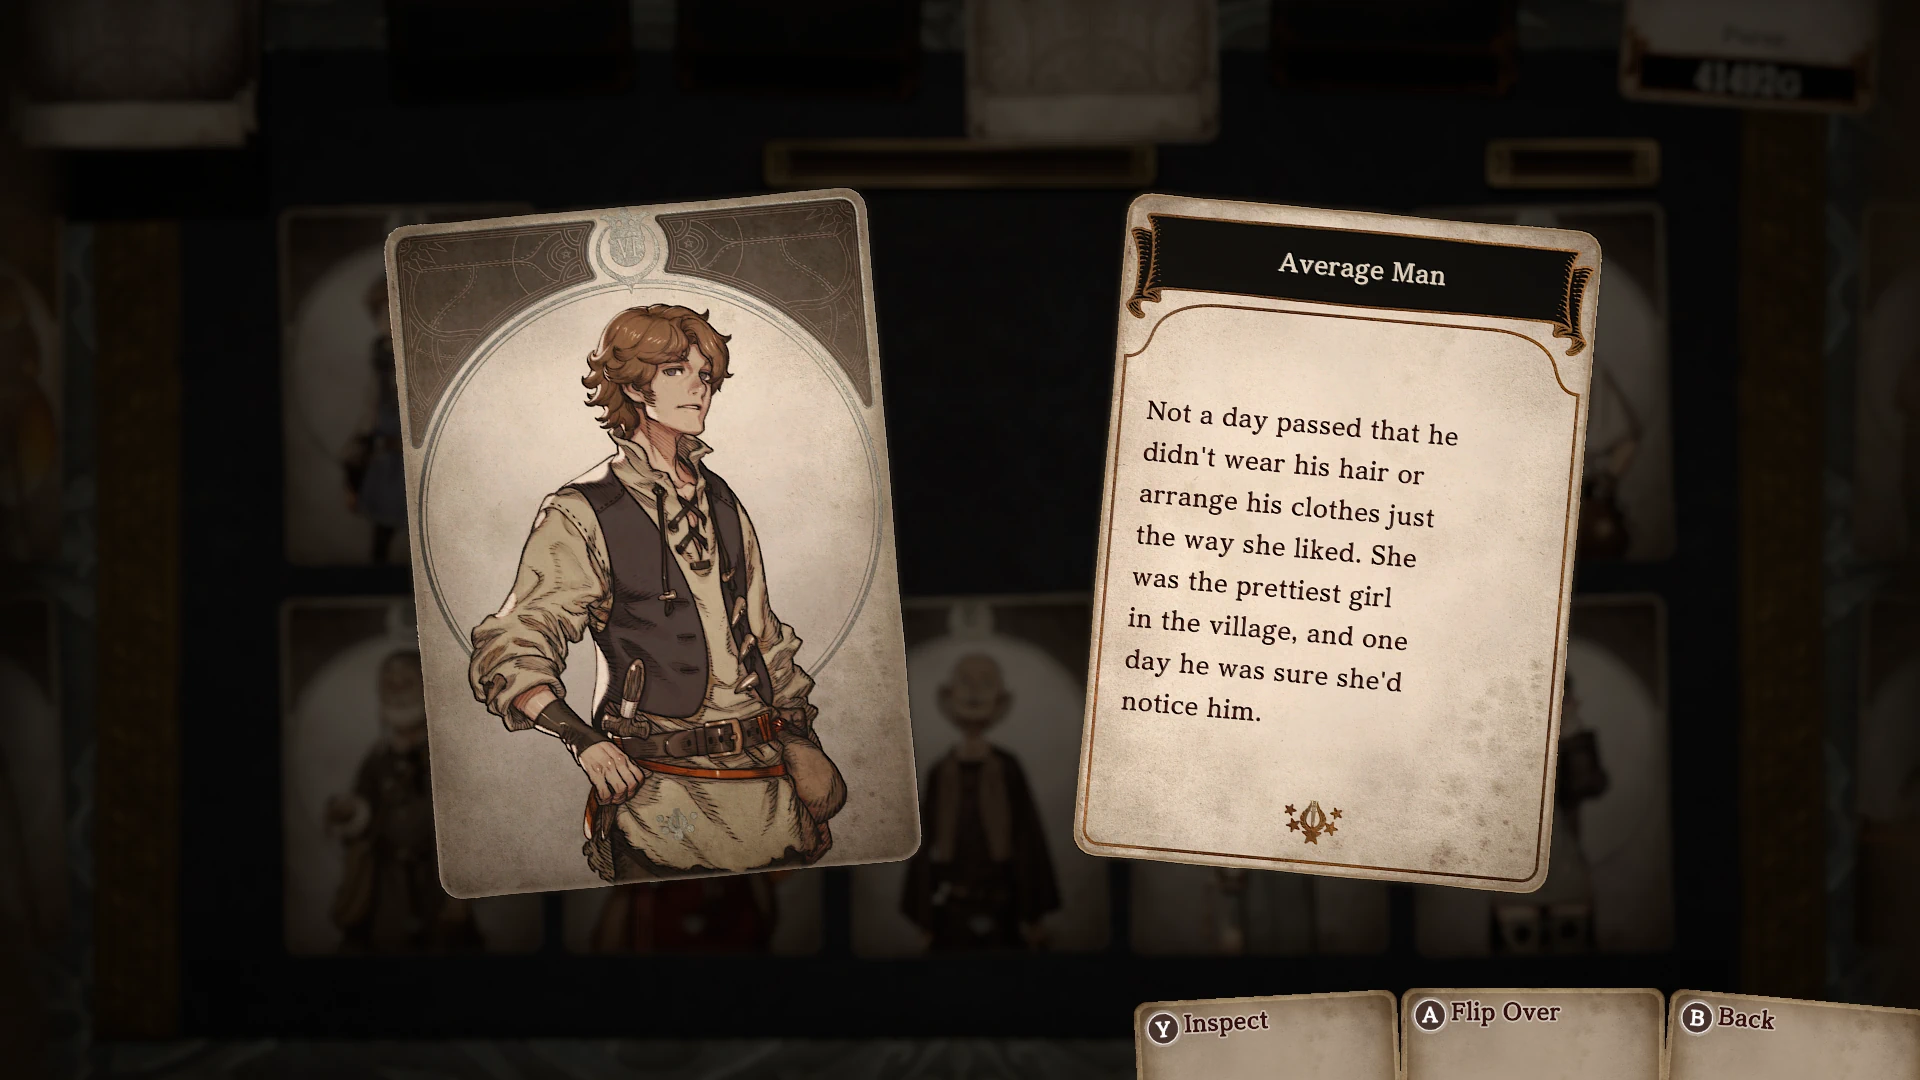 414920
VI
Average Man
Not a day passed that he
didn't wear his hair or
arrange his clothes just
the way she liked. She
was the prettiest girl
in the village, and one
day he was sure she'd
notice him.
Y Inspect
A Flip Over
B Back